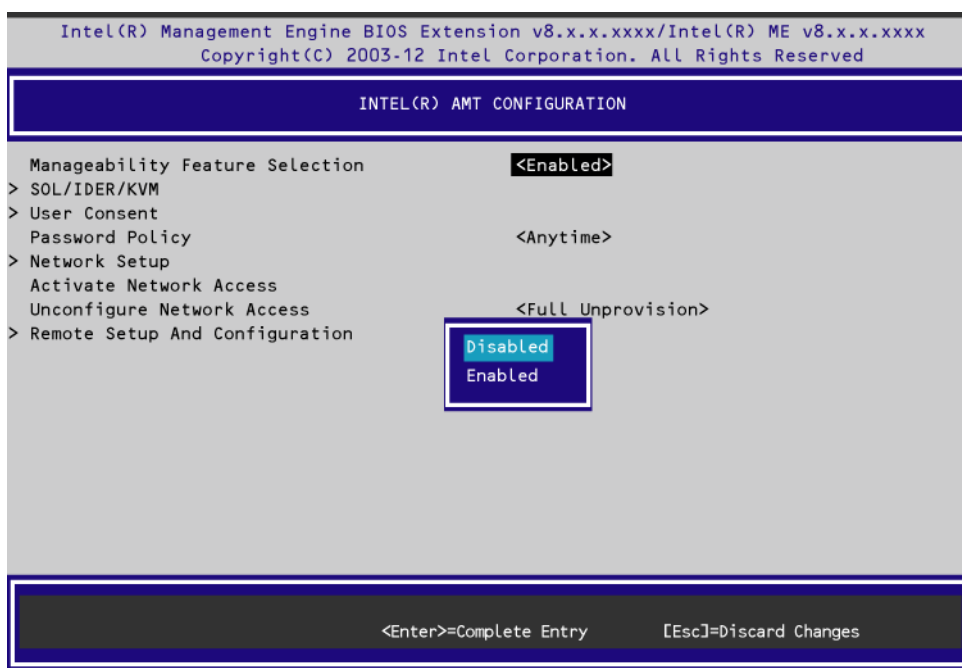 Intel(R) Management Engine BIOS Extension v8.x.x.xxxx/Intel(R) ME v8.x.x.xxxx
Copyright(C) 2003-12 Intel Corporation. All Rights Reserved
INTEL(R) AMT CONFIGURATION
Manageability Feature Selection <Enabled>
> SOL/IDER/KVM
> User Consent
Password Policy <Anytime>
> Network Setup
Activate Network Access
Unconfigure Network Access <Full Unprovision>
> Remote Setup And Configuration
Disabled
Enabled
<Enter>=Complete Entry [Esc]=Discard Changes